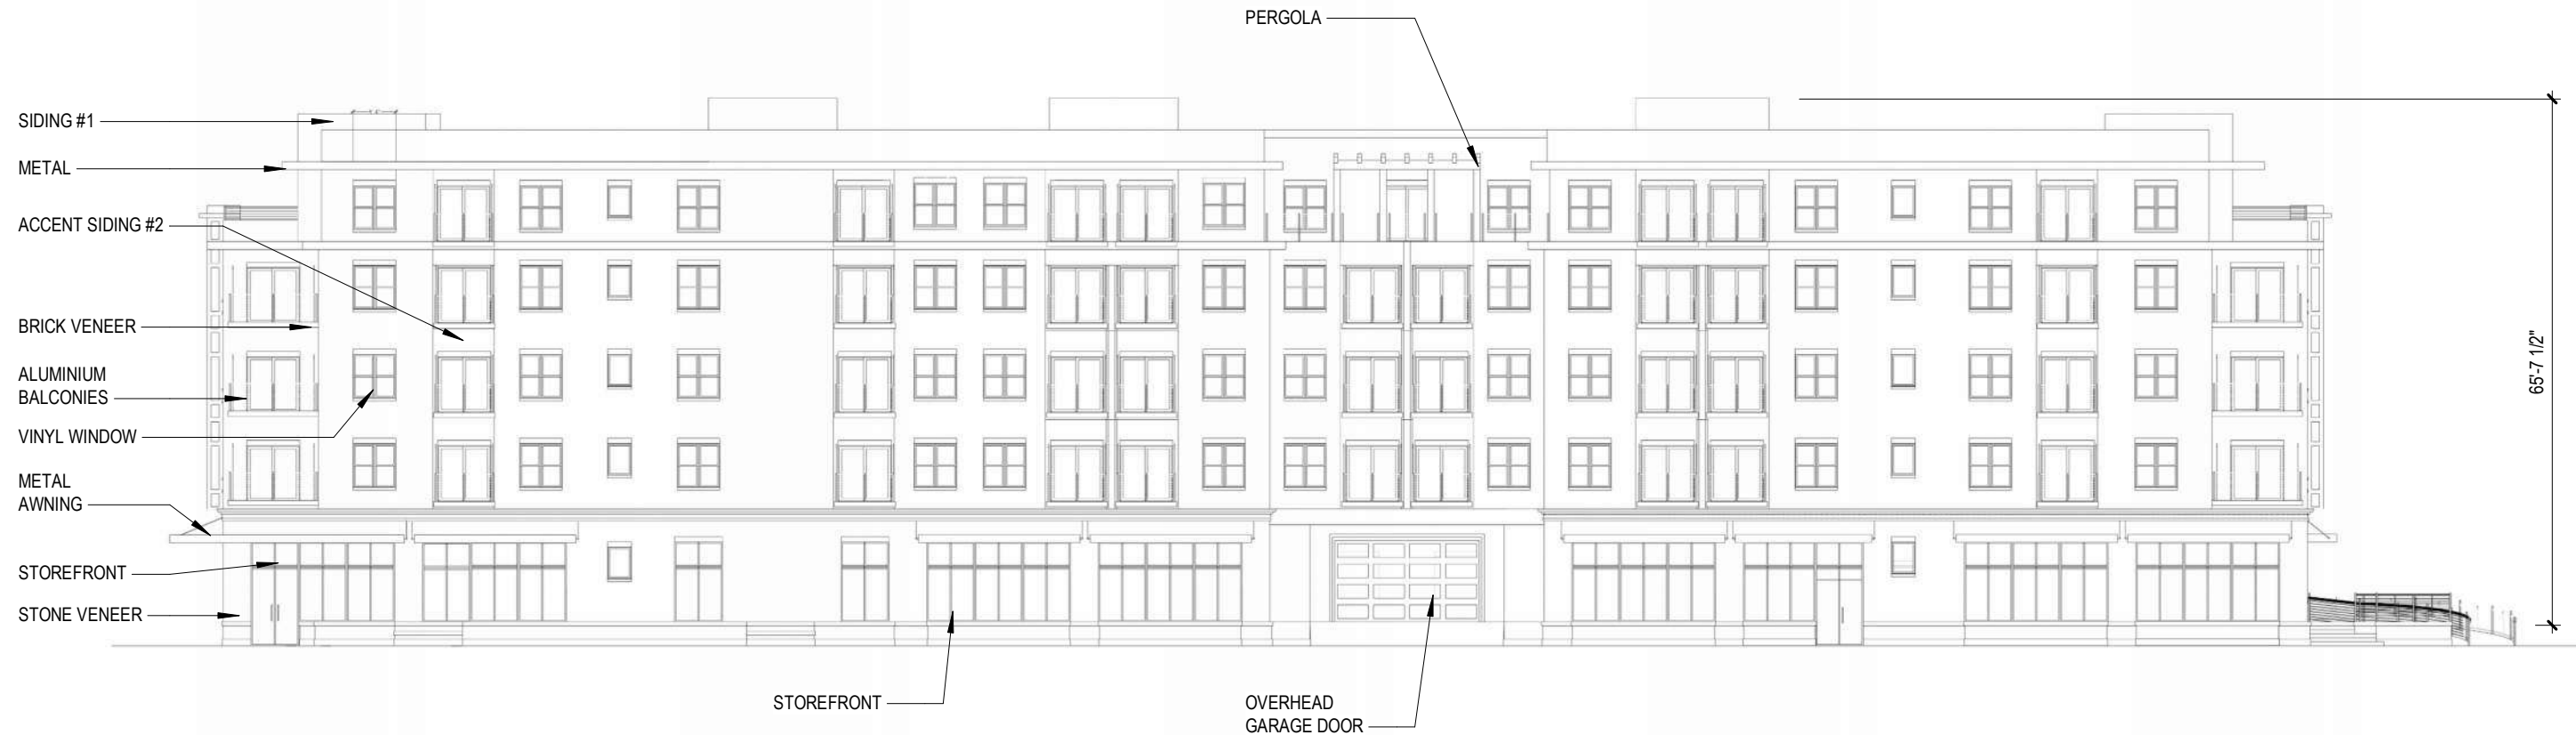 PERGOLA
SIDING #1
METAL
ACCENT SIDING #2
BRICK VENEER
ALUMINIUM
BALCONIES
VINYL WINDOW
METAL
AWNING
STOREFRONT
STONE VENEER
STOREFRONT
OVERHEAD
GARAGE DOOR
65'-7 1/2"